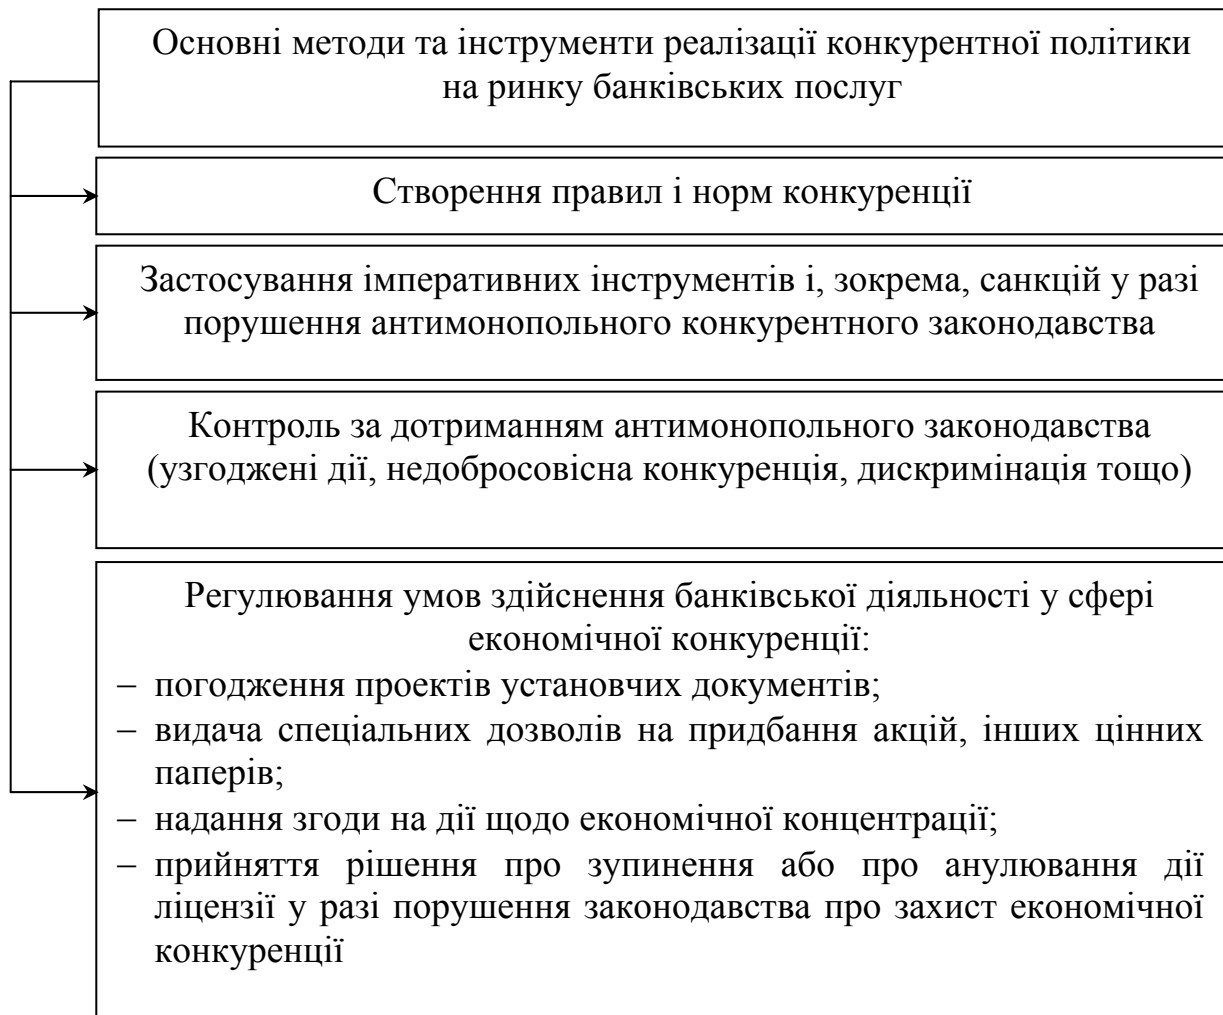 Основні методи та інструменти реалізації конкурентної політики
на ринку банківських послуг
Створення правил і норм конкуренції
Застосування імперативних інструментів і, зокрема, санкцій у разі
порушення антимонопольного конкурентного законодавства
Контроль за дотриманням антимонопольного законодавства
(узгоджені дії, недобросовісна конкуренція, дискримінація тощо)
Регулювання умов здійснення банківської діяльності у сфері
економічної конкуренції:
– погодження проектів установчих документів;
– видача спеціальних дозволів на придбання акцій, інших цінних
паперів;
– надання згоди на дії щодо економічної концентрації;
– прийняття рішення про зупинення або про анулювання дії
ліцензії у разі порушення законодавства про захист економічної
конкуренції